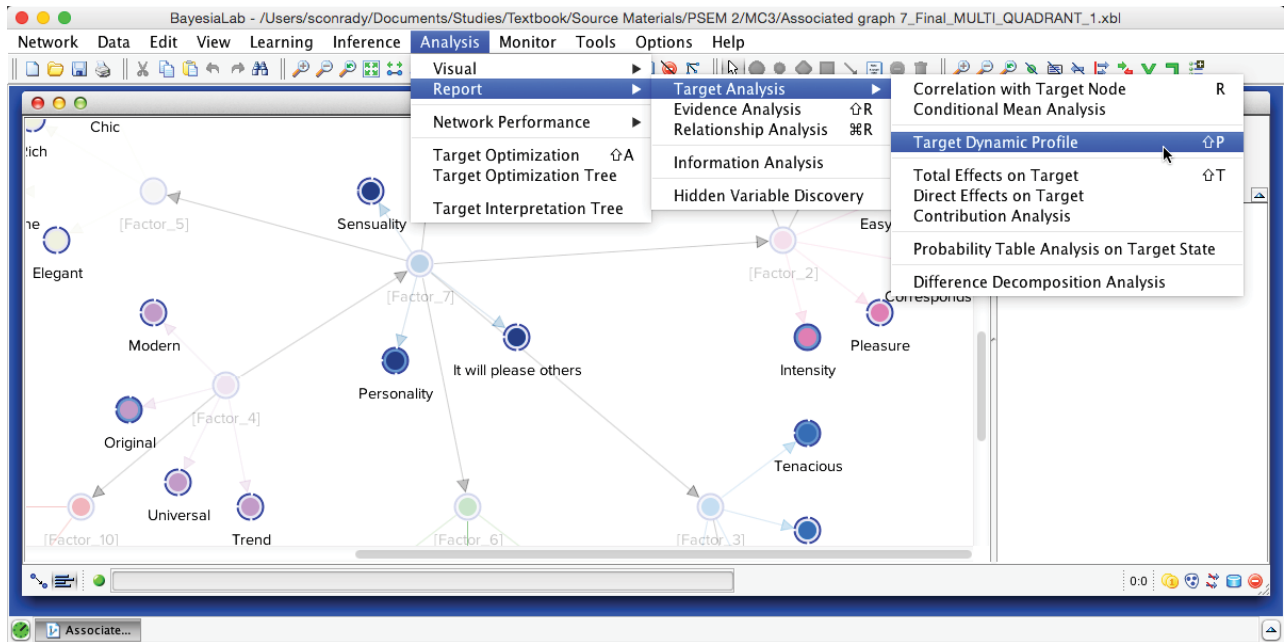 BayesiaLab - /Users/sconrady/Documents/Studies/Textbook/Source Materials/PSEM 2/MC3/Associated graph 7_Final_MULTI_QUADRANT_1.xbl
Network Data Edit View Learning Inference Analysis Monitor Tools Options Help
Visual
Report
Network Performance
Target Optimization ⇧A
Target Optimization Tree
Target Interpretation Tree
Target Analysis
Evidence Analysis ⇧R
Relationship Analysis ⌘R
Information Analysis
Hidden Variable Discovery
Correlation with Target Node R
Conditional Mean Analysis
Target Dynamic Profile ⇧P
Total Effects on Target ⇧T
Direct Effects on Target
Contribution Analysis
Probability Table Analysis on Target State
Difference Decomposition Analysis
Chic
[Factor_5]
Sensuality
Easy
Elegant
[Factor_7]
[Factor_2]
Corresponds
Modern
It will please others
Intensity
Pleasure
Personality
[Factor_4]
Original
Tenacious
Universal
Trend
[Factor_10]
[Factor_6]
[Factor_3]
0:0
Associate...